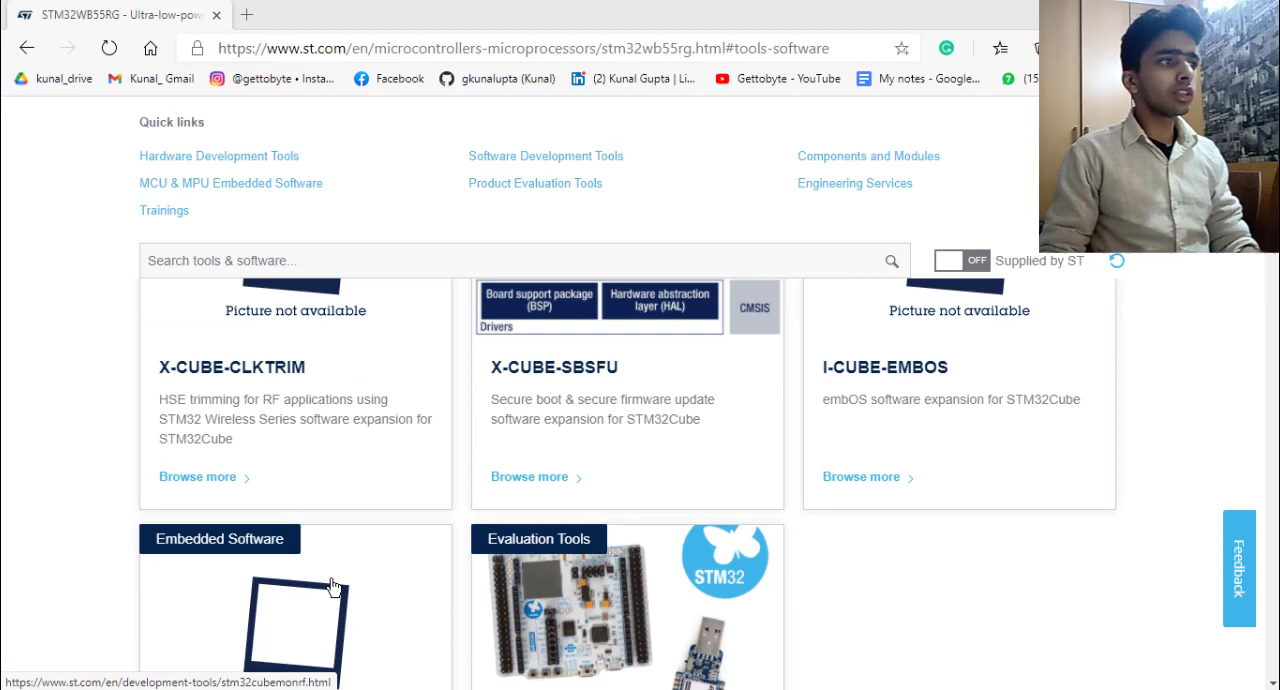 STM32WB55RG - Ultra-low-pow
https://www.st.com/en/microcontrollers-microprocessors/stm32wb55rg.html#tools-software
kunal_drive
Kunal_ Gmail
@gettobyte • Insta...
Facebook
gkunalupta (Kunal)
(2) Kunal Gupta | Li...
Gettobyte - YouTube
My notes - Google...
(15
Quick links
Hardware Development Tools
Software Development Tools
Components and Modules
MCU & MPU Embedded Software
Product Evaluation Tools
Engineering Services
Trainings
Search tools & software...
OFF
Supplied by ST
Picture not available
Board support package
(BSP)
Hardware abstraction
layer (HAL)
CMSIS
Drivers
Picture not available
X-CUBE-CLKTRIM
HSE trimming for RF applications using
STM32 Wireless Series software expansion for
STM32Cube
Browse more
X-CUBE-SBSFU
Secure boot & secure firmware update
software expansion for STM32Cube
Browse more
I-CUBE-EMBOS
embOS software expansion for STM32Cube
Browse more
Embedded Software
Evaluation Tools
STM32
Feedback
https://www.st.com/en/development-tools/stm32cubemonrf.html